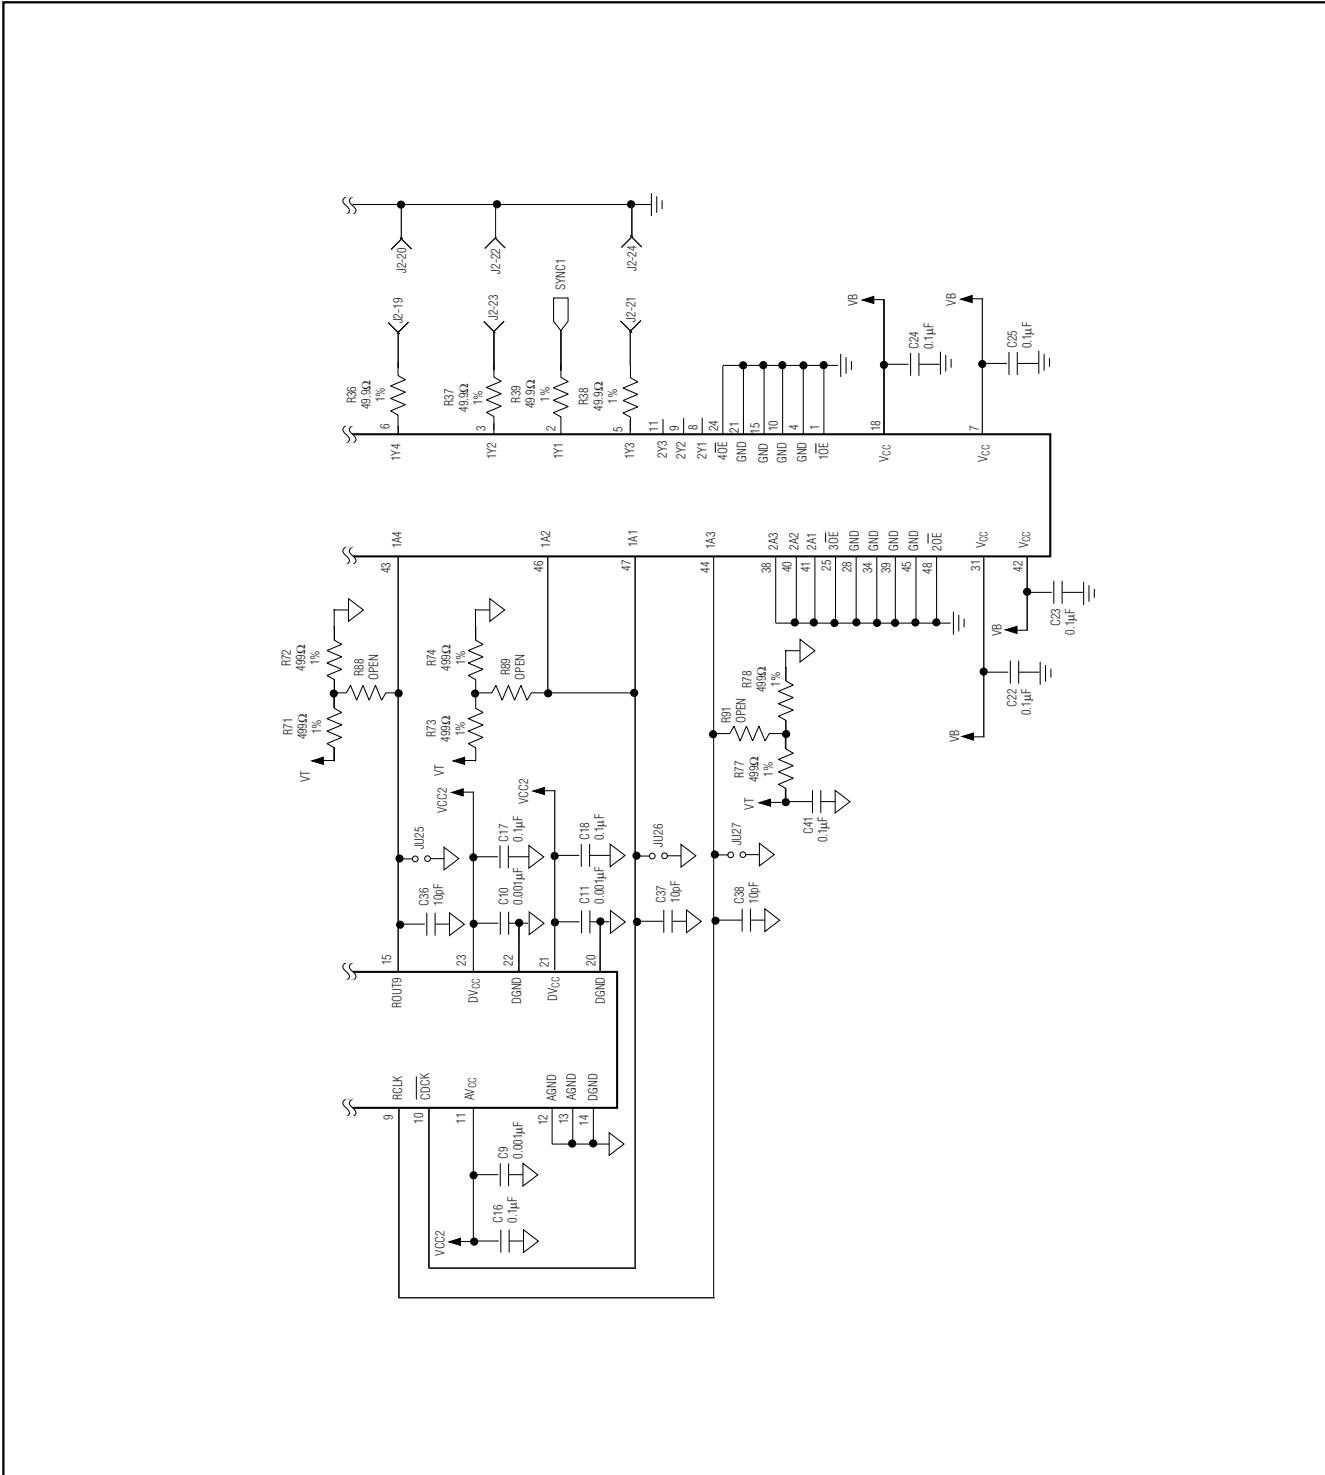 J2-20
J2-22
J2-24
J2-19
J2-23
SYNC1
J2-21
R36
49.9Ω
1%
R37
49.9Ω
1%
R39
49.9Ω
1%
R38
49.9Ω
1%
6
3
2
5
11
9
8
24
21
15
10
4
1
18
7
1Y4
1Y2
1Y1
1Y3
2Y3
2Y2
2Y1
4OE
GND
GND
GND
GND
1OE
VCC
VCC
VB
C24
0.1µF
VB
C25
0.1µF
1A4
1A2
1A1
1A3
2A3
2A2
2A1
3OE
GND
GND
GND
GND
2OE
VCC
VCC
43
46
47
44
38
40
41
25
28
34
39
45
48
31
42
C23
0.1µF
VB
C22
0.1µF
VB
R72
499Ω
1%
R88
OPEN
R71
499Ω
1%
VT
R74
499Ω
1%
R89
OPEN
R73
499Ω
1%
VT
R78
499Ω
1%
R91
OPEN
R77
499Ω
1%
VT
C41
0.1µF
VCC2
VCC2
JU25
C17
0.1µF
C18
0.1µF
JU26
JU27
C36
10pF
C10
0.001µF
C11
0.001µF
C37
10pF
C38
10pF
15
23
22
21
20
ROUT9
DVCC
DGND
DVCC
DGND
RCLK
CDCK
AVCC
AGND
AGND
DGND
9
10
11
12
13
14
C9
0.001µF
C16
0.1µF
VCC2